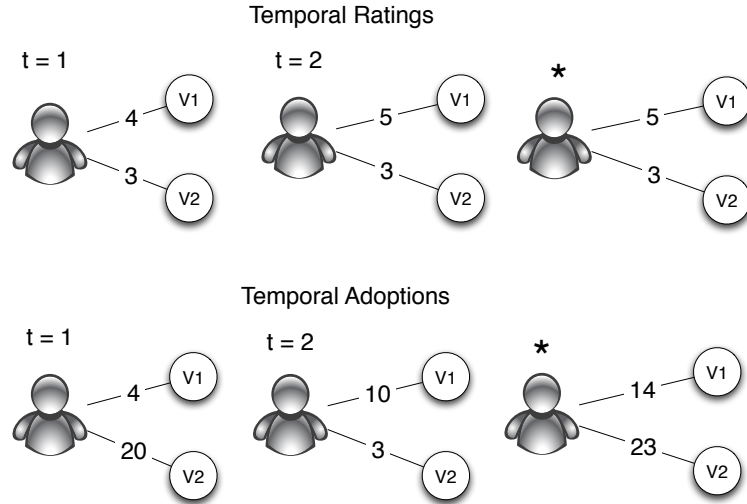 Temporal Ratings
t = 1
t = 2
*
4
V1
3
V2
5
V1
3
V2
5
V1
3
V2
Temporal Adoptions
t = 1
t = 2
*
4
V1
20
V2
10
V1
3
V2
14
V1
23
V2